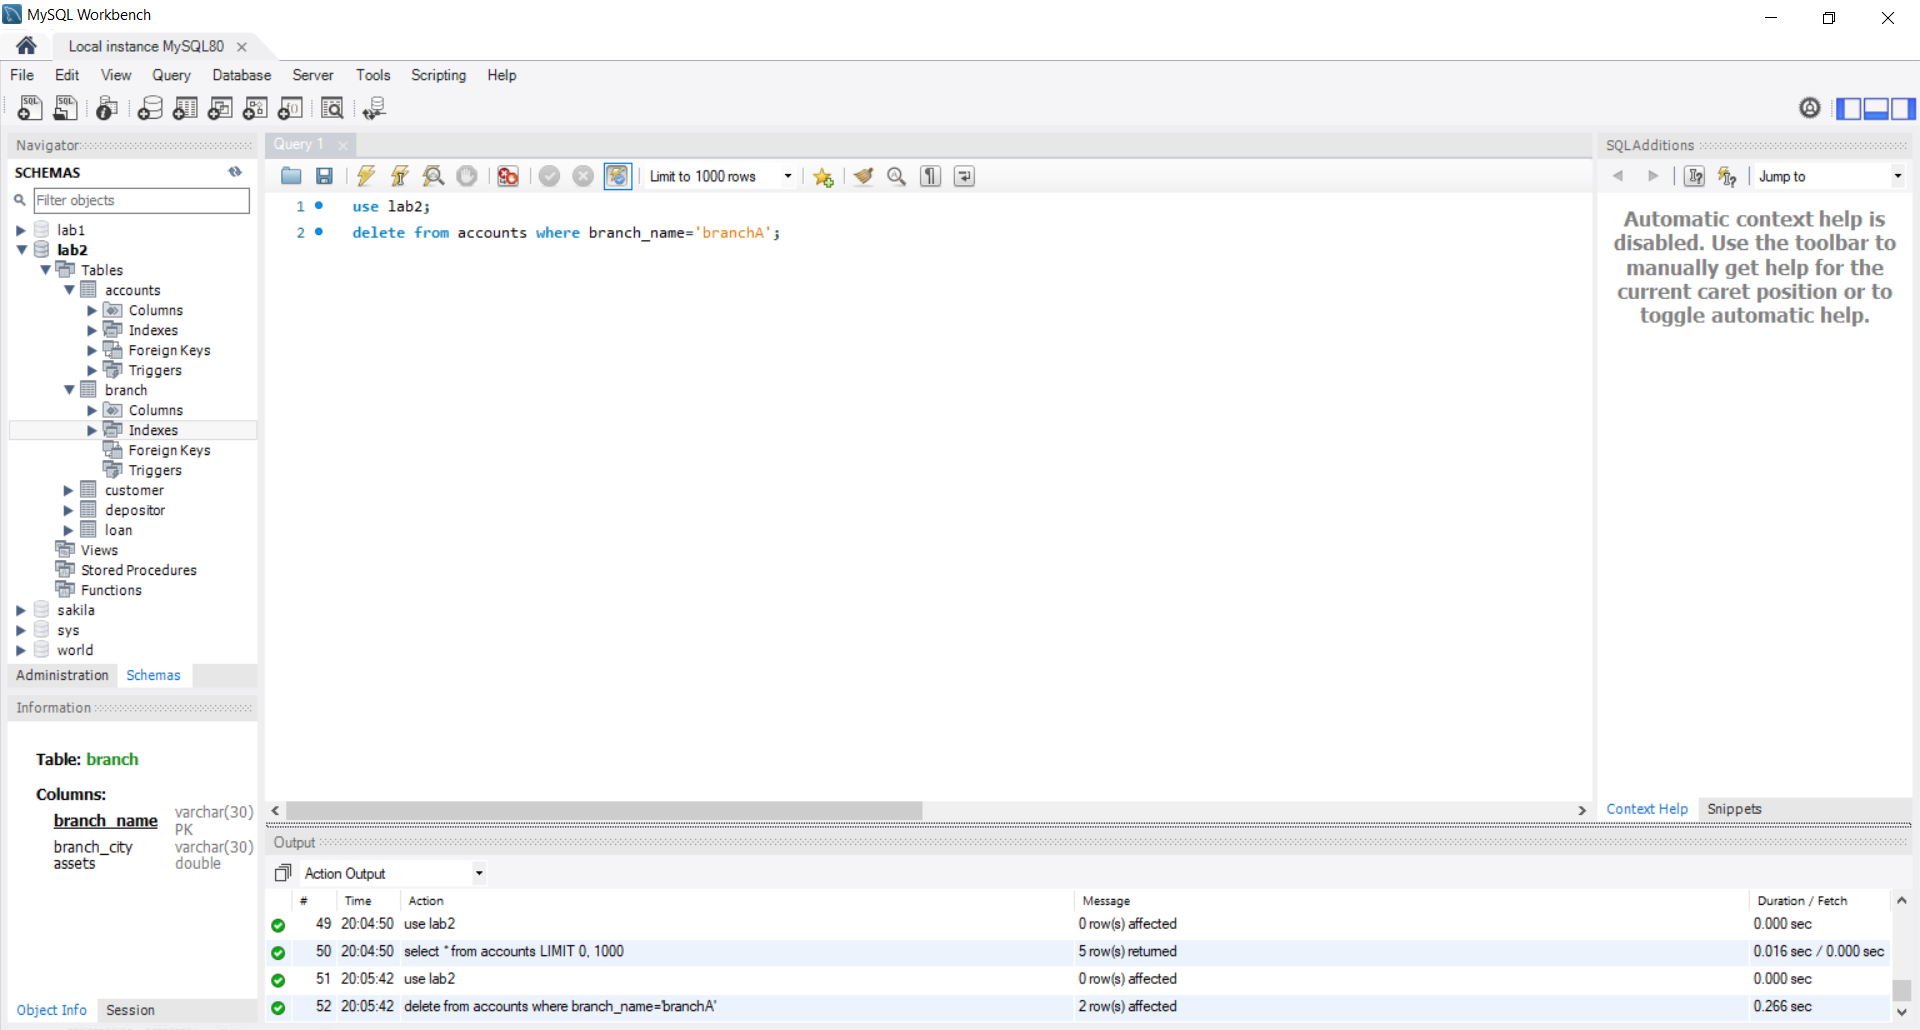 MySQL Workbench
Local instance MySQL80
File Edit View Query Database Server Tools Scripting Help
Navigator
SCHEMAS
Filter objects
lab1
lab2
Tables
accounts
Columns
Indexes
Foreign Keys
Triggers
branch
Columns
Indexes
Foreign Keys
Triggers
customer
depositor
loan
Views
Stored Procedures
Functions
sakila
sys
world
Administration Schemas
Information
Table: branch
Columns:
branch_name varchar(30) PK
branch_city varchar(30)
assets double
Object Info Session
Query 1
Limit to 1000 rows
1 use lab2;
2 delete from accounts where branch_name='branchA';
SQLAdditions
Jump to
Automatic context help is
disabled. Use the toolbar to
manually get help for the
current caret position or to
toggle automatic help.
Context Help Snippets
Output
Action Output
# Time Action Message Duration / Fetch
49 20:04:50 use lab2 0 row(s) affected 0.000 sec
50 20:04:50 select * from accounts LIMIT 0, 1000 5 row(s) returned 0.016 sec / 0.000 sec
51 20:05:42 use lab2 0 row(s) affected 0.000 sec
52 20:05:42 delete from accounts where branch_name='branchA' 2 row(s) affected 0.266 sec